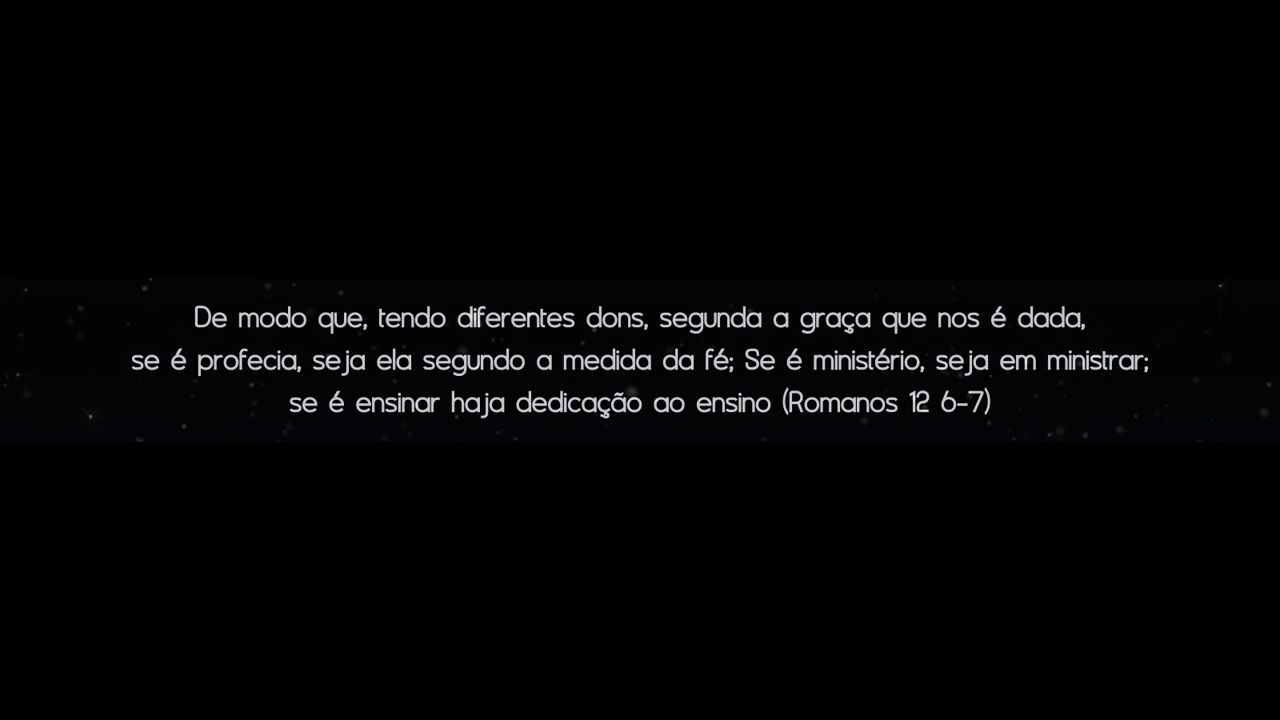 De modo que, tendo diferentes dons, segunda a graça que nos é dada,
se é profecia, seja ela segundo a medida da fé; Se é ministério, seja em ministrar;
se é ensinar haja dedicação ao ensino (Romanos 12 6-7)